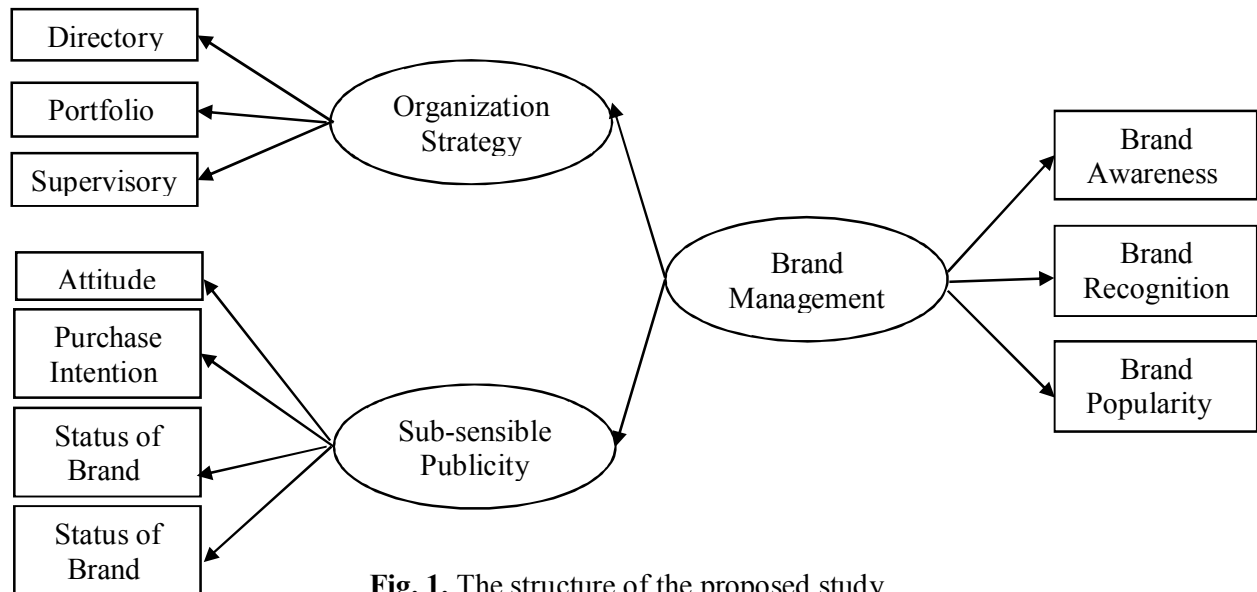 Directory
Portfolio
Supervisory
Organization
Strategy
Attitude
Purchase
Intention
Status of
Brand
Status of
Brand
Sub-sensible
Publicity
Brand
Management
Brand
Awareness
Brand
Recognition
Brand
Popularity
Fig. 1. The structure of the proposed study